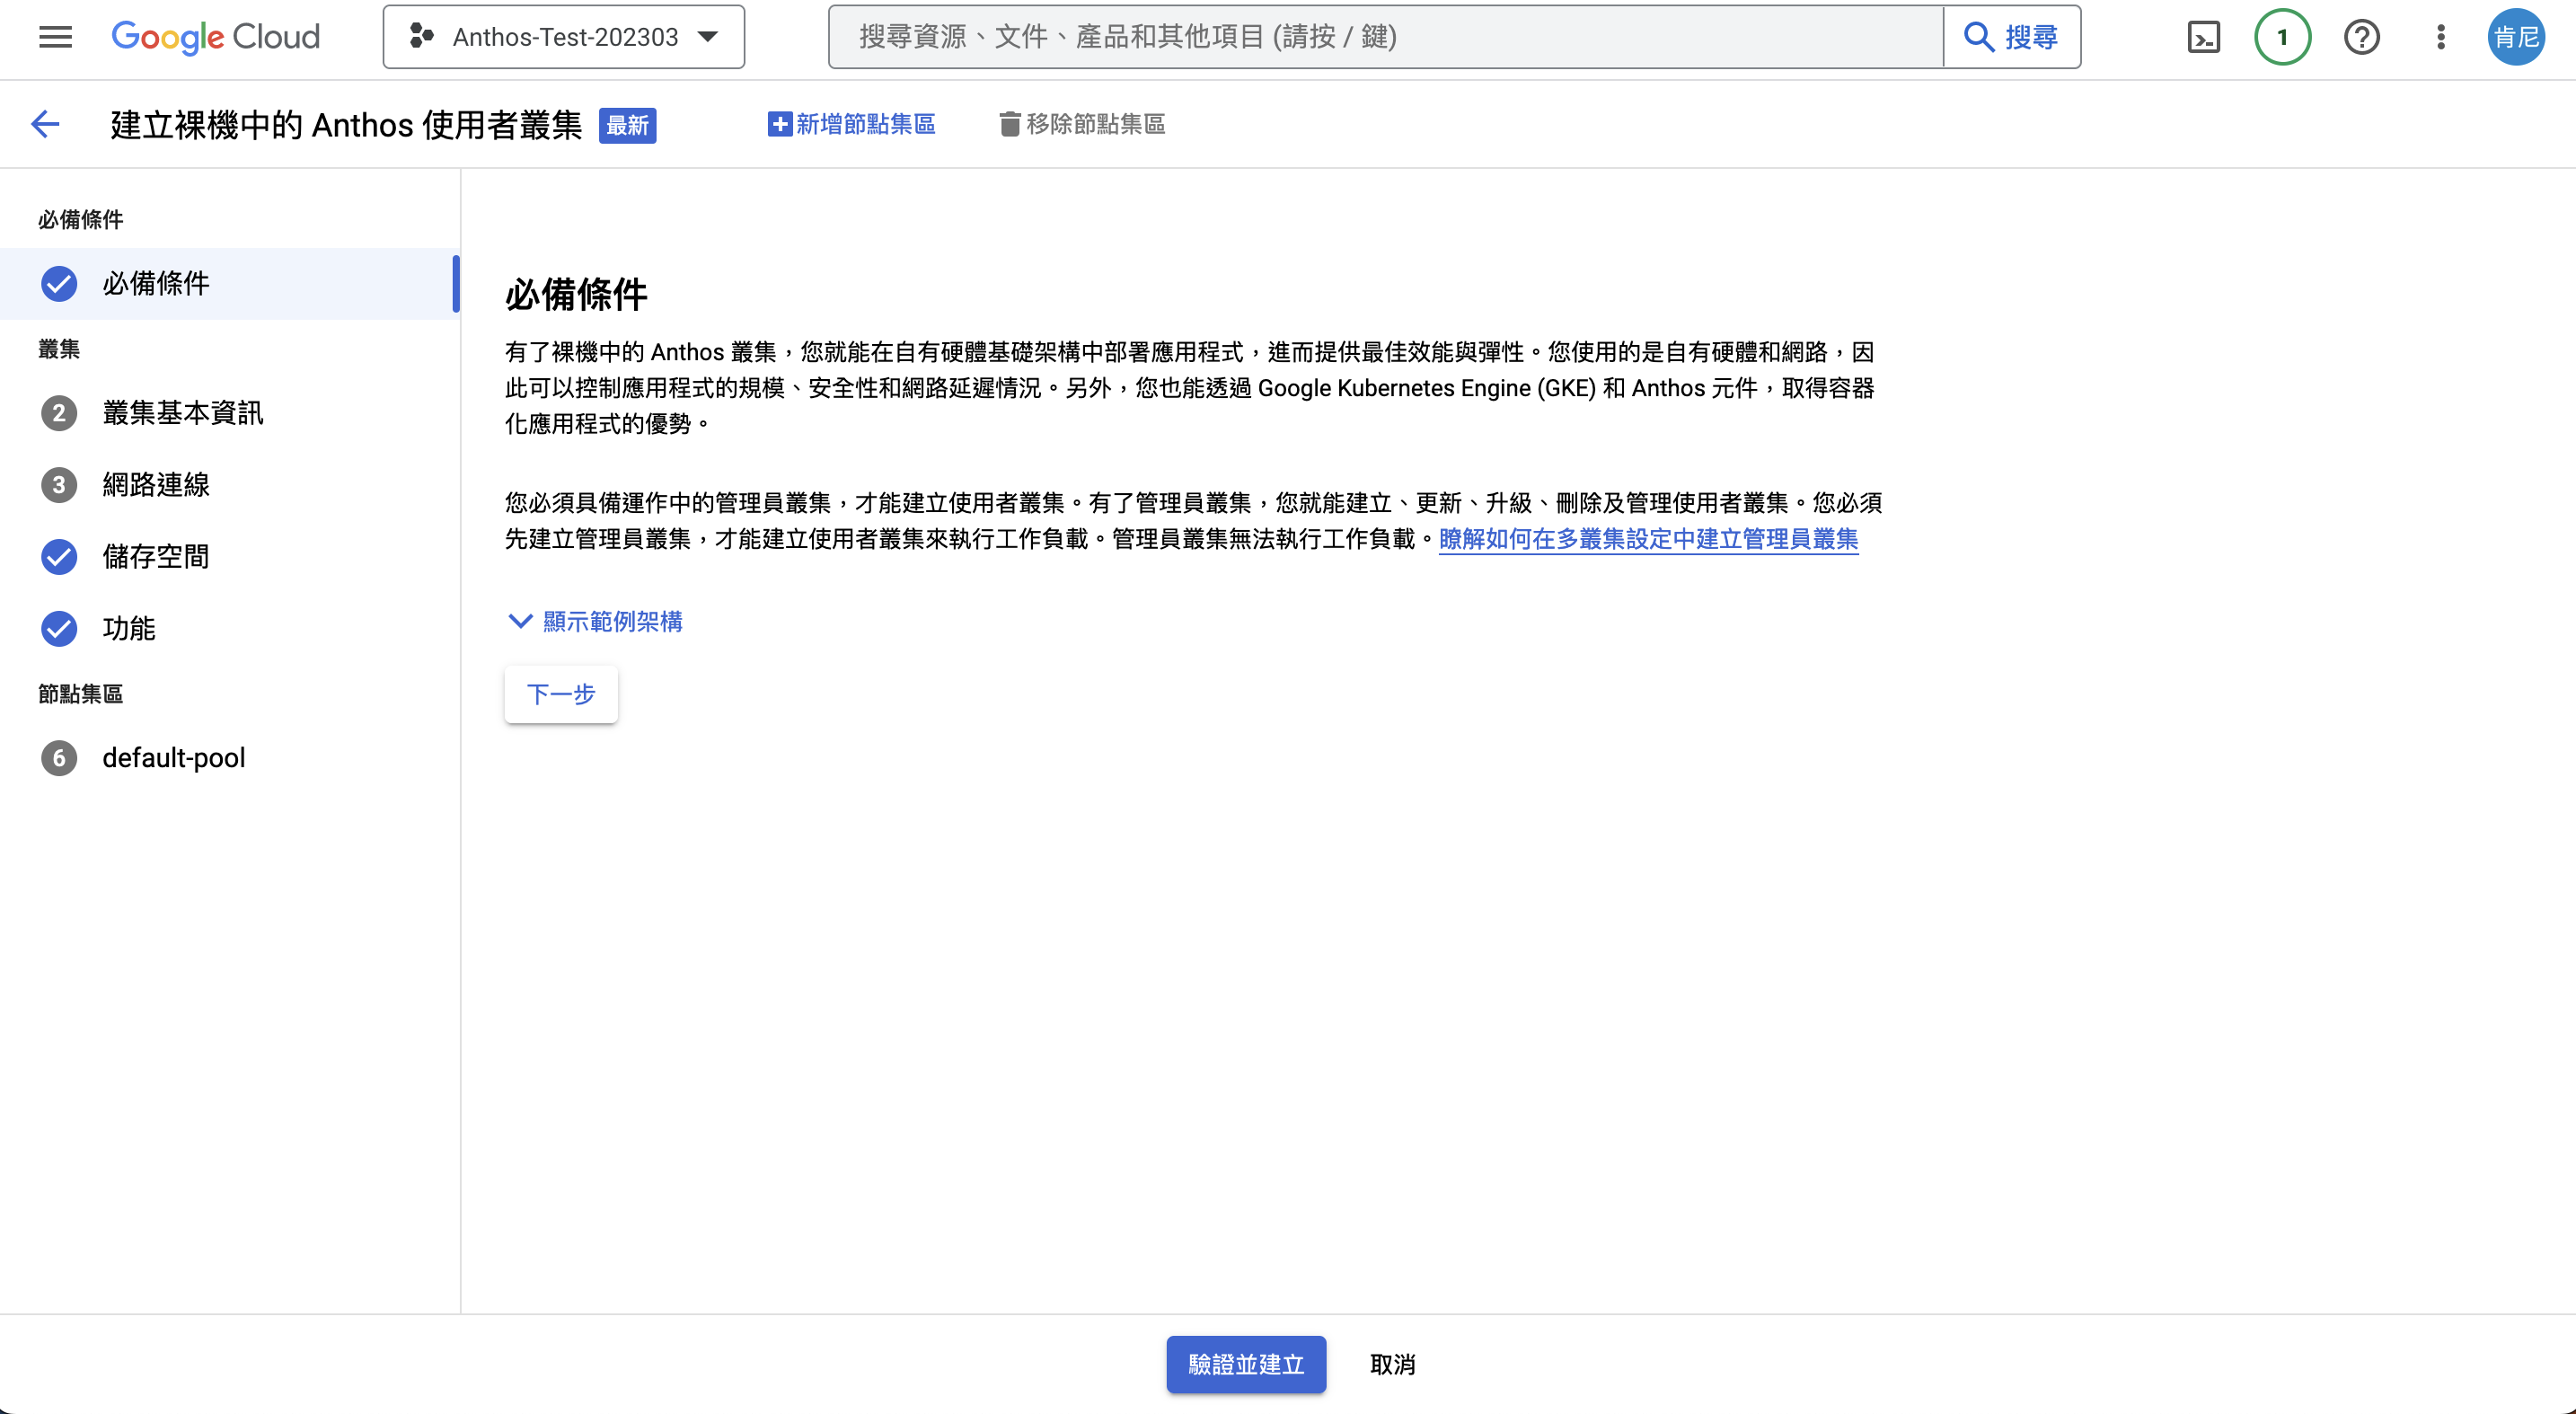 Google Cloud
Anthos-Test-202303
搜尋資源、文件、產品和其他項目 (請按 / 鍵)
搜尋
1
肯尼
建立裸機中的 Anthos 使用者叢集
最新
新增節點集區
移除節點集區
必備條件
必備條件
叢集
2 叢集基本資訊
3 網路連線
儲存空間
功能
節點集區
6 default-pool
必備條件
有了裸機中的 Anthos 叢集，您就能在自有硬體基礎架構中部署應用程式，進而提供最佳效能與彈性。您使用的是自有硬體和網路，因
此可以控制應用程式的規模、安全性和網路延遲情況。另外，您也能透過 Google Kubernetes Engine (GKE) 和 Anthos 元件，取得容器
化應用程式的優勢。
您必須具備運作中的管理員叢集，才能建立使用者叢集。有了管理員叢集，您就能建立、更新、升級、刪除及管理使用者叢集。您必須
先建立管理員叢集，才能建立使用者叢集來執行工作負載。管理員叢集無法執行工作負載。瞭解如何在多叢集設定中建立管理員叢集
顯示範例架構
下一步
驗證並建立
取消